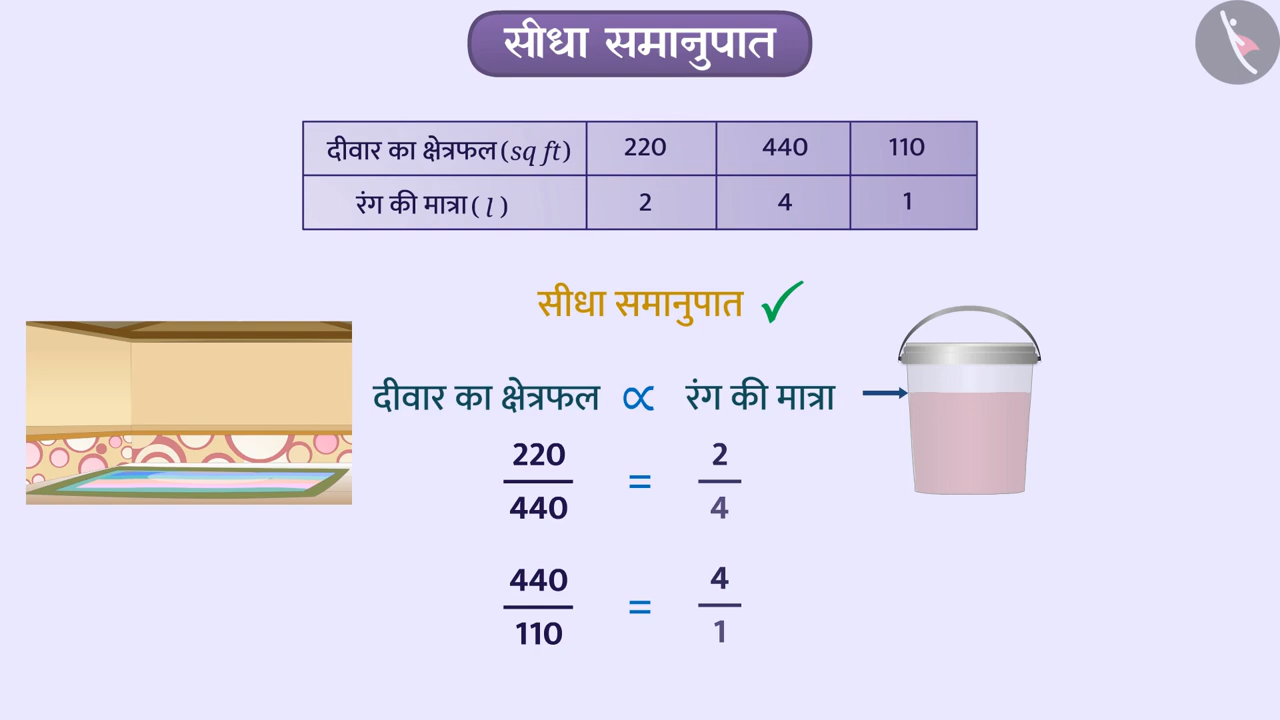 सीधा समानुपात
दीवार का क्षेत्रफल (sq ft) 220 440 110
रंग की मात्रा ( l ) 2 4 1
सीधा समानुपात ✓
दीवार का क्षेत्रफल ∝ रंग की मात्रा
220/440 = 2/4
440/110 = 4/1